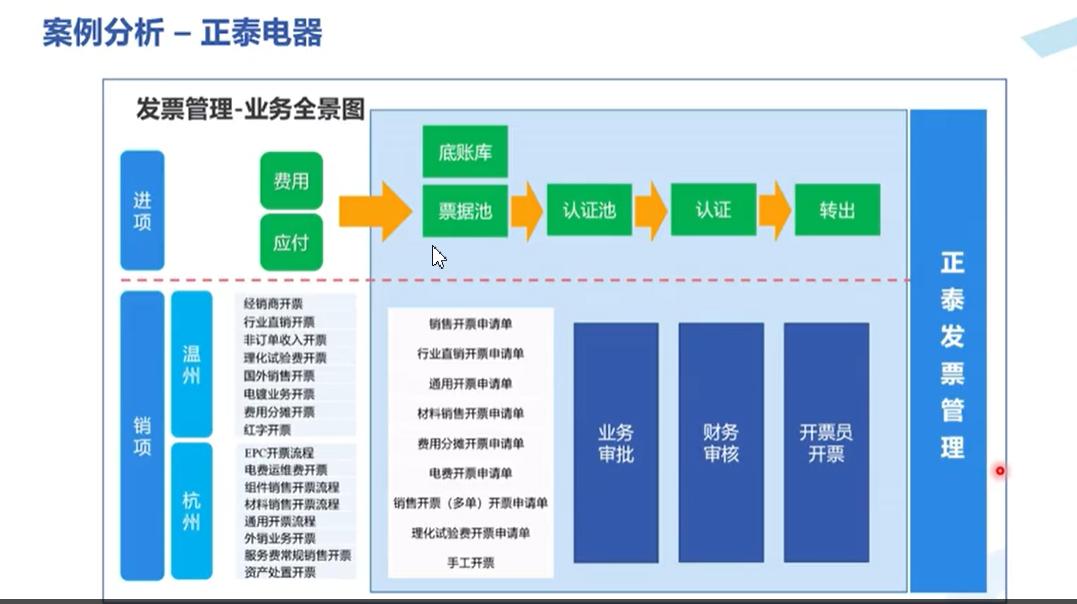 案例分析 – 正泰电器
发票管理-业务全景图
进项
费用
应付
底账库
票据池
认证池
认证
转出
销项
温州
经销商开票
行业直销开票
非订单收入开票
理化试验费开票
国外销售开票
电镀业务开票
费用分摊开票
红字开票
杭州
EPC开票流程
电费运维费开票
组件销售开票流程
材料销售开票流程
通用开票流程
外销业务开票
服务费常规销售开票
资产处置开票
销售开票申请单
行业直销开票申请单
通用开票申请单
材料销售开票申请单
费用分摊开票申请单
电费开票申请单
销售开票（多单）开票申请单
理化试验费开票申请单
手工开票
业务
审批
财务
审核
开票员
开票
正泰发票管理